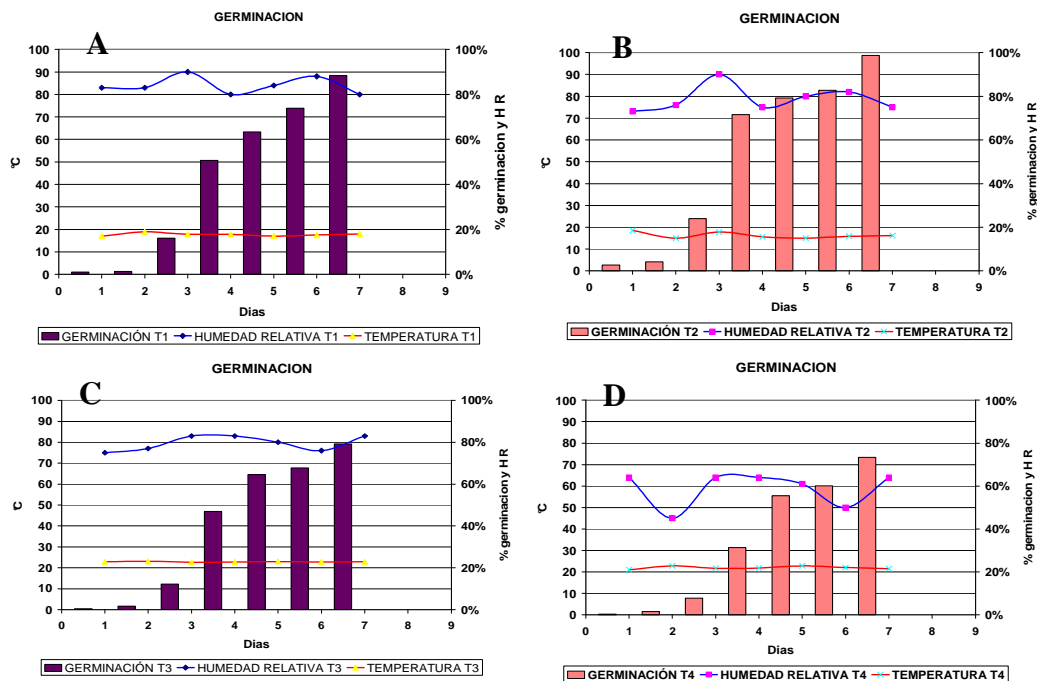 GERMINACION
A
100
90
80
70
60
50
40
30
20
10
0
°C
100%
80%
60%
40%
20%
0%
% germinacion y H R
0 1 2 3 4 5 6 7 8 9
Dias
GERMINACIÓN T1 HUMEDAD RELATIVA T1 TEMPERATURA T1
GERMINACION
B
100
90
80
70
60
50
40
30
20
10
0
°C
100%
80%
60%
40%
20%
0%
% germinacion y H R
0 1 2 3 4 5 6 7 8 9
Dias
GERMINACIÓN T2 HUMEDAD RELATIVA T2 TEMPERATURA T2
GERMINACION
C
100
90
80
70
60
50
40
30
20
10
0
°C
100%
80%
60%
40%
20%
0%
% germinacion y H R
0 1 2 3 4 5 6 7 8 9
Dias
GERMINACIÓN T3 HUMEDAD RELATIVA T3 TEMPERATURA T3
GERMINACION
D
100
90
80
70
60
50
40
30
20
10
0
°C
100%
80%
60%
40%
20%
0%
% germinacion y H R
0 1 2 3 4 5 6 7 8 9
Dias
GERMINACIÓN T4 HUMEDAD RELATIVA T4 TEMPERATURA T4